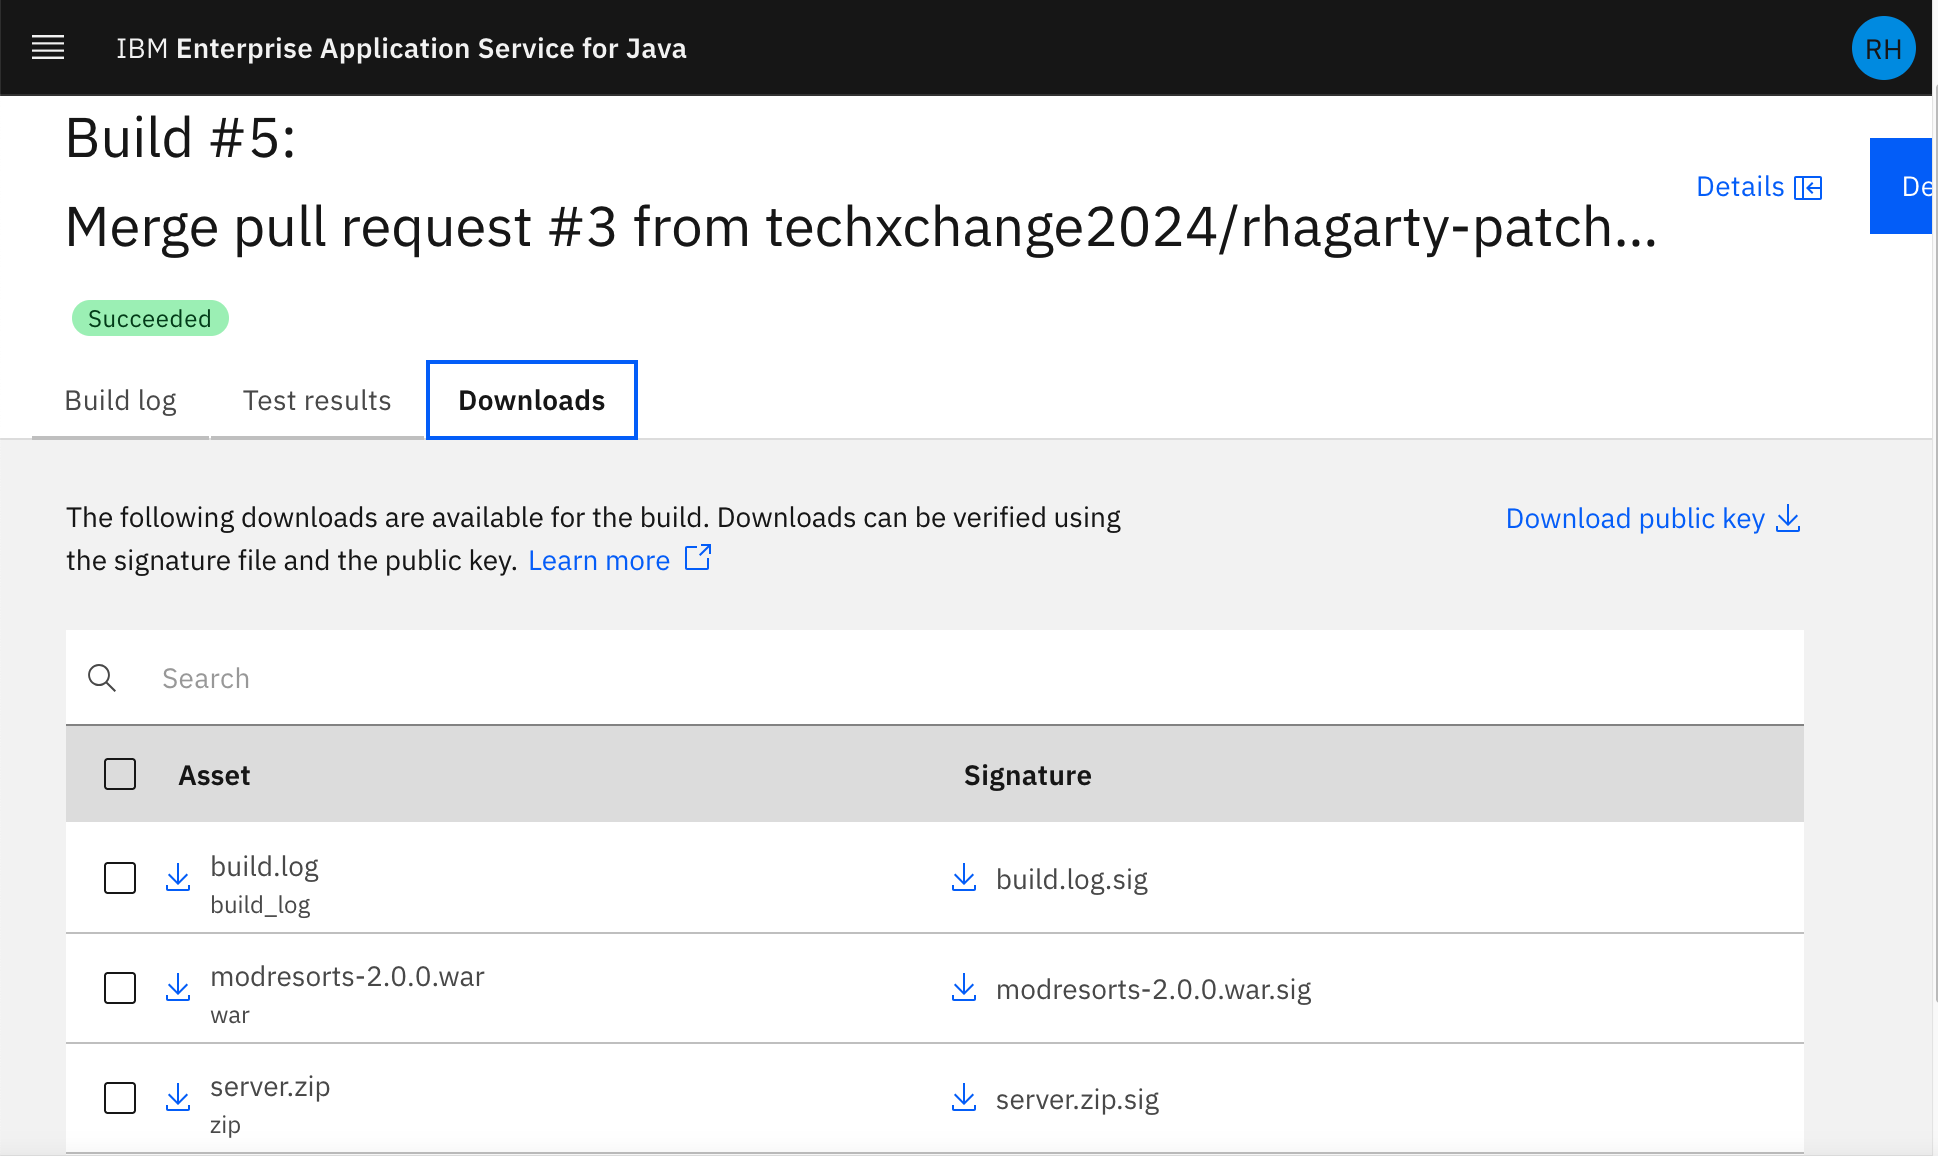 IBM Enterprise Application Service for Java
RH
Build #5:
Merge pull request #3 from techxchange2024/rhagarty-patch...
Details
De
Succeeded
Build log
Test results
Downloads
The following downloads are available for the build. Downloads can be verified using
the signature file and the public key. Learn more
Download public key
Search
Asset
Signature
build.log
build_log
build.log.sig
modresorts-2.0.0.war
war
modresorts-2.0.0.war.sig
server.zip
zip
server.zip.sig